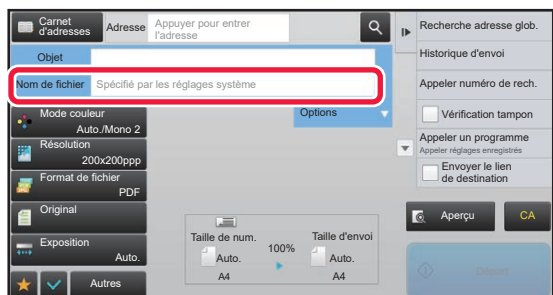 Carnet
d'adresses
Adresse
Appuyer pour entrer
l'adresse
Objet
Nom de fichier
Spécifié par les réglages système
Mode couleur
Auto./Mono 2
Résolution
200x200ppp
Format de fichier
PDF
Original
Exposition
Auto.
Autres
Options
Taille de num.
Auto.
A4
100%
Taille d'envoi
Auto.
A4
Recherche adresse glob.
Historique d'envoi
Appeler numéro de rech.
Vérification tampon
Appeler un programme
Appeler réglages enregistrés
Envoyer le lien
de destination
Aperçu
CA
Départ